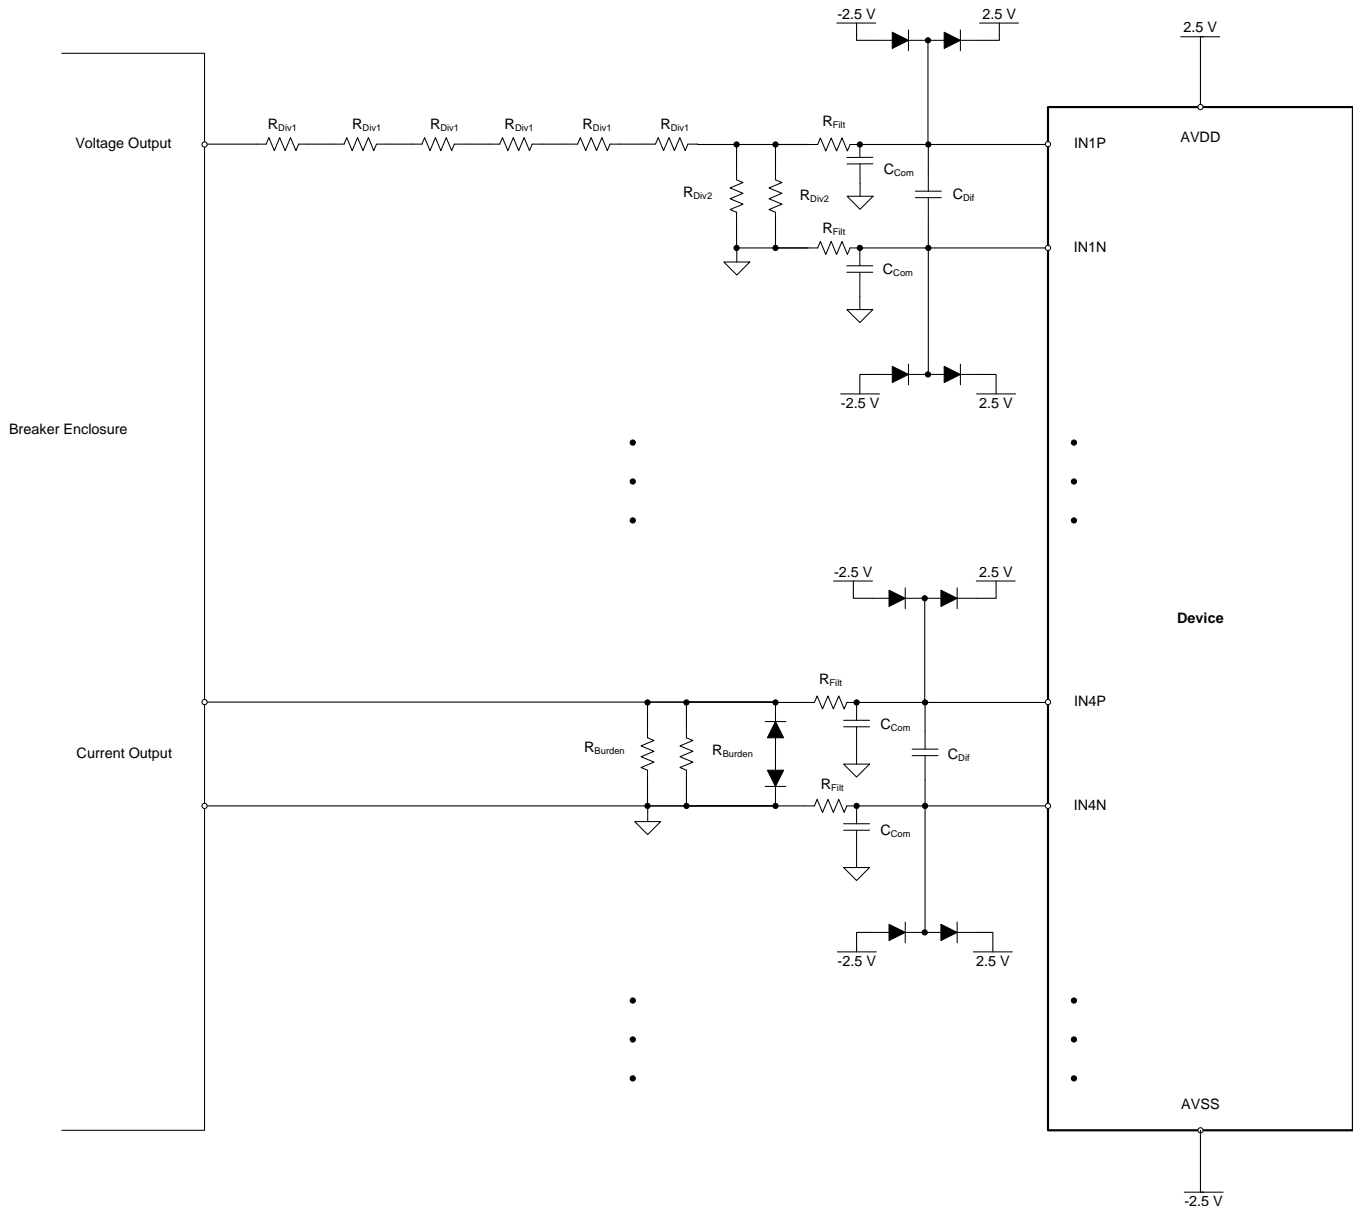 -2.5 V
2.5 V
2.5 V
Voltage Output
RDiv1
RDiv1
RDiv1
RDiv1
RDiv1
RDiv1
RFilt
IN1P
AVDD
CCom
RDiv2
RDiv2
CDif
RFilt
IN1N
CCom
-2.5 V
2.5 V
Breaker Enclosure
-2.5 V
2.5 V
Device
RFilt
IN4P
CCom
Current Output
RBurden
RBurden
CDif
RFilt
IN4N
CCom
-2.5 V
2.5 V
AVSS
-2.5 V